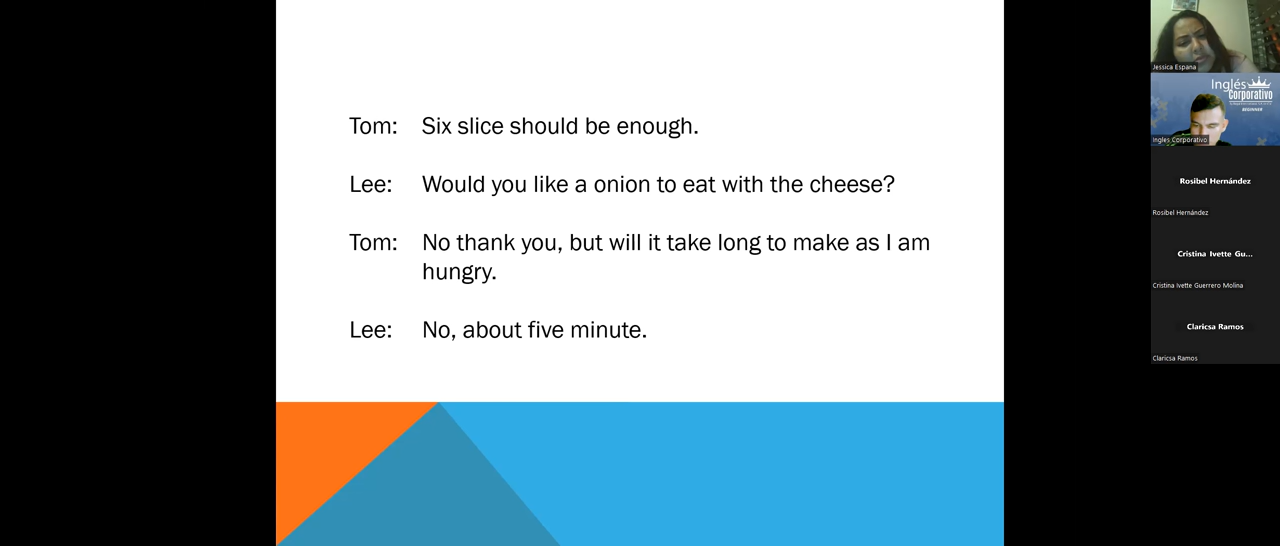 Tom: Six slice should be enough.
Lee: Would you like a onion to eat with the cheese?
Tom: No thank you, but will it take long to make as I am
hungry.
Lee: No, about five minute.
Jessica Espana
Inglés
Corporativo
BEGINNER
Ingles Corporativo
Rosibel Hernández
Rosibel Hernández
Cristina Ivette Gu...
Cristina Ivette Guerrero Molina
Claricsa Ramos
Claricsa Ramos